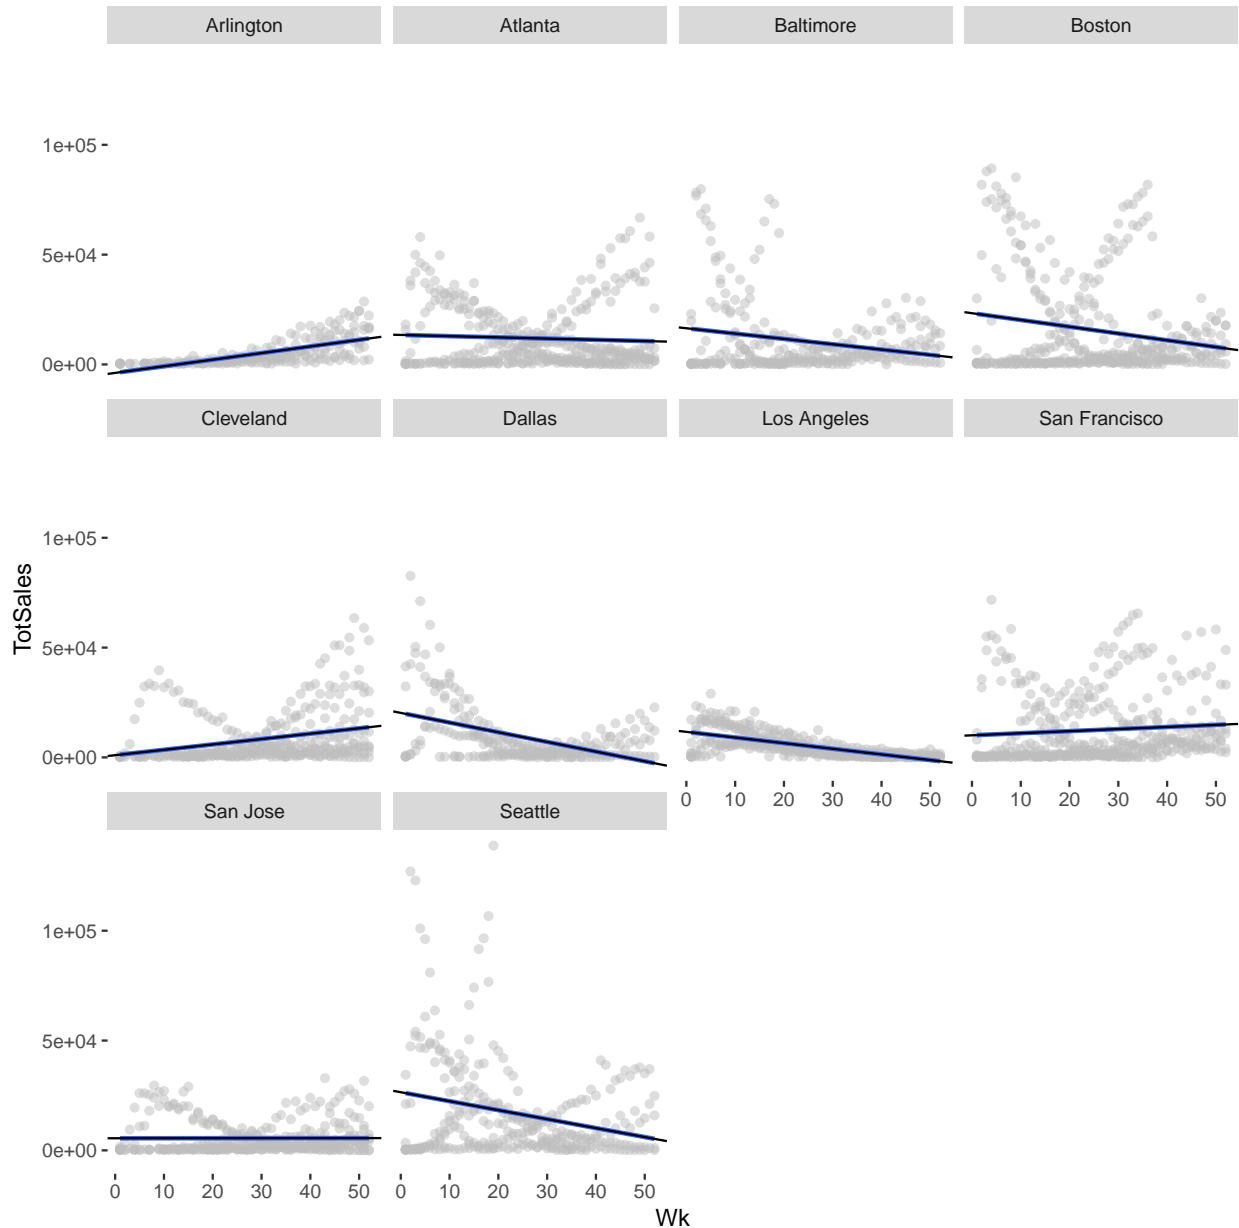 Arlington Atlanta Baltimore Boston
1e+05
5e+04
0e+00
Cleveland Dallas Los Angeles San Francisco
1e+05
TotSales
5e+04
0e+00
0 10 20 30 40 50 0 10 20 30 40 50
San Jose Seattle
1e+05
5e+04
0e+00
0 10 20 30 40 50 0 10 20 30 40 50
Wk